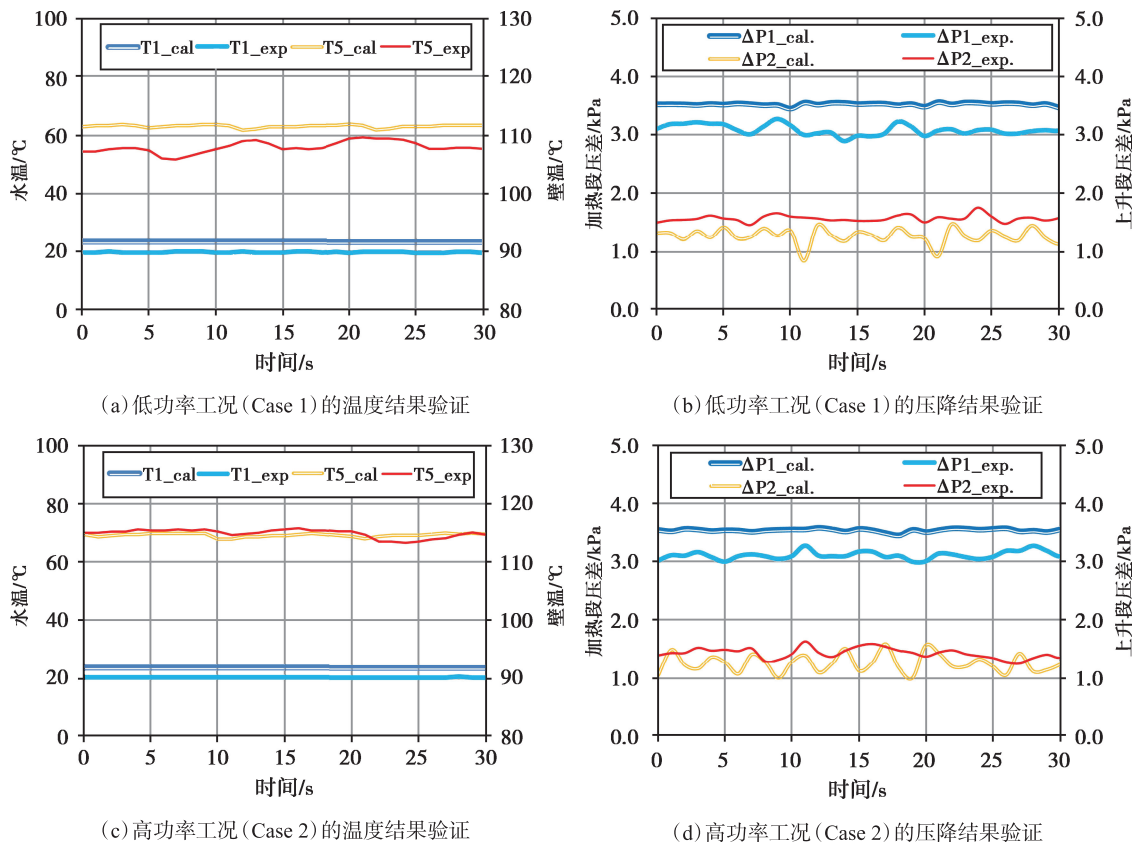 T1_cal T1_exp T5_cal T5_exp
100
80
60
40
20
0
130
120
110
100
90
80
0 5 10 15 20 25 30
水温/℃
壁温/℃
时间/s
(a)低功率工况(Case 1)的温度结果验证
ΔP1_cal. ΔP1_exp.
ΔP2_cal. ΔP2_exp.
5.0
4.0
3.0
2.0
1.0
0.0
5.0
4.0
3.0
2.0
1.0
0.0
0 5 10 15 20 25 30
加热段压差/kPa
上升段压差/kPa
时间/s
(b)低功率工况(Case 1)的压降结果验证
T1_cal T1_exp T5_cal T5_exp
100
80
60
40
20
0
130
120
110
100
90
80
0 5 10 15 20 25 30
水温/℃
壁温/℃
时间/s
(c)高功率工况(Case 2)的温度结果验证
ΔP1_cal. ΔP1_exp.
ΔP2_cal. ΔP2_exp.
5.0
4.0
3.0
2.0
1.0
0.0
5.0
4.0
3.0
2.0
1.0
0.0
0 5 10 15 20 25 30
加热段压差/kPa
上升段压差/kPa
时间/s
(d)高功率工况(Case 2)的压降结果验证